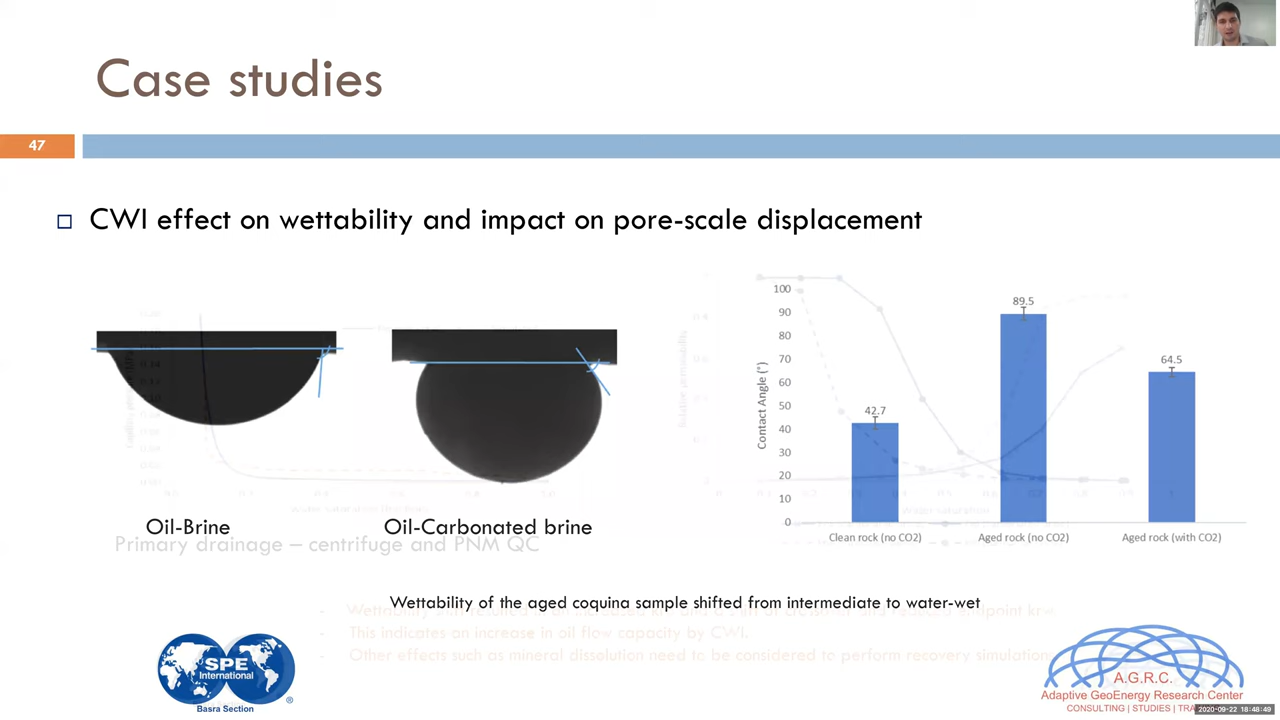 Case studies
47
CWI effect on wettability and impact on pore-scale displacement
100
90
80
70
60
50
40
30
20
10
0
Contact Angle (°)
42.7
89.5
64.5
Clean rock (no CO2)
Aged rock (no CO2)
Aged rock (with CO2)
Oil-Brine
Oil-Carbonated brine
Primary drainage – centrifuge and PNM QC
Wettability of the aged coquina sample shifted from intermediate to water-wet
- This indicates an increase in oil flow capacity by CWI.
- Other effects such as mineral dissolution need to be considered to perform recovery simulations
SPE
International
®
Basra Section
A.G.R.C.
Adaptive GeoEnergy Research Center
CONSULTING | STUDIES | TRA
2020-09-22 18:48:49